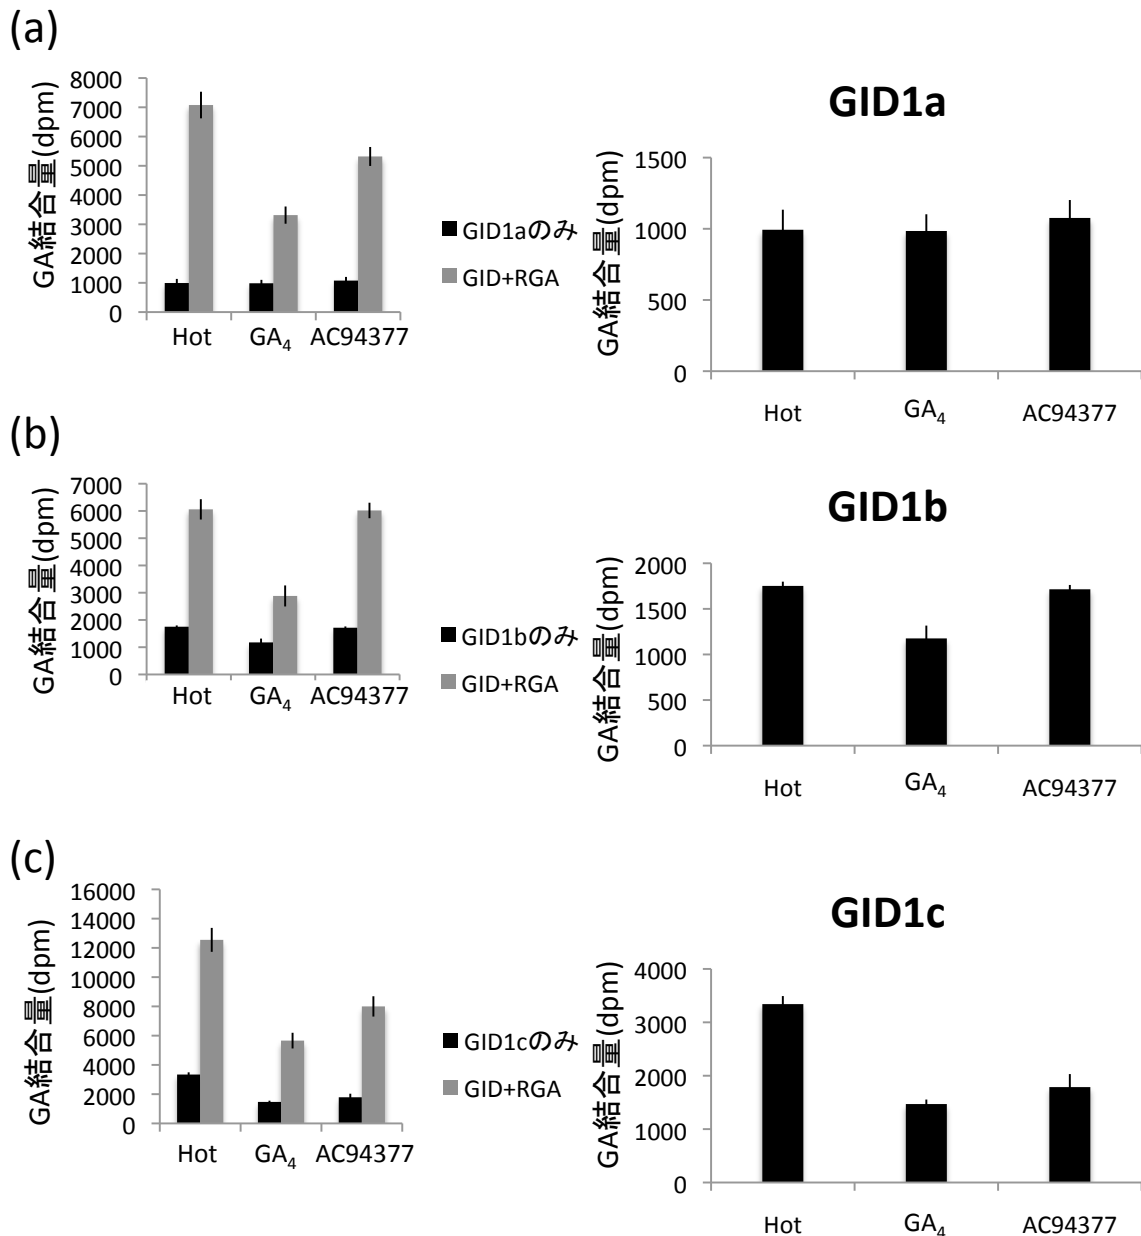 (a)
GA結合量(dpm)
8000
7000
6000
5000
4000
3000
2000
1000
0
Hot
GA4
AC94377
GID1aのみ
GID+RGA
GID1a
GA結合量(dpm)
1500
1000
500
0
Hot
GA4
AC94377
(b)
GA結合量(dpm)
7000
6000
5000
4000
3000
2000
1000
0
Hot
GA4
AC94377
GID1bのみ
GID+RGA
GID1b
GA結合量(dpm)
2000
1500
1000
500
0
Hot
GA4
AC94377
(c)
GA結合量(dpm)
16000
14000
12000
10000
8000
6000
4000
2000
0
Hot
GA4
AC94377
GID1cのみ
GID+RGA
GID1c
GA結合量(dpm)
4000
3000
2000
1000
0
Hot
GA4
AC94377